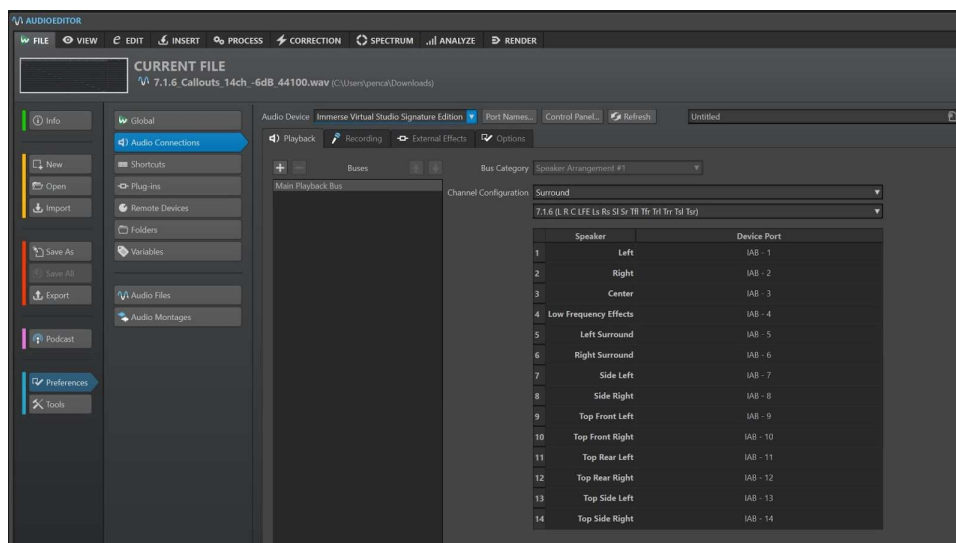 AUDIOEDITOR
FILE VIEW EDIT INSERT PROCESS CORRECTION SPECTRUM ANALYZE RENDER
CURRENT FILE
7.1.6_Callouts_14ch_-6dB_44100.wav (C:\Users\penca\Downloads)
Info
New
Open
Import
Save As
Save All
Export
Podcast
Preferences
Tools
Global
Audio Connections
Shortcuts
Plug-ins
Remote Devices
Folders
Variables
Audio Files
Audio Montages
Audio Device Immerse Virtual Studio Signature Edition Port Names... Control Panel... Refresh Untitled
Playback Recording External Effects Options
Buses
Main Playback Bus
Bus Category Speaker Arrangement #1
Channel Configuration Surround
7.1.6 (L R C LFE Ls Rs Sl Sr Tfl Tfr Trl Trr Tsl Tsr)
Speaker Device Port
1 Left IAB - 1
2 Right IAB - 2
3 Center IAB - 3
4 Low Frequency Effects IAB - 4
5 Left Surround IAB - 5
6 Right Surround IAB - 6
7 Side Left IAB - 7
8 Side Right IAB - 8
9 Top Front Left IAB - 9
10 Top Front Right IAB - 10
11 Top Rear Left IAB - 11
12 Top Rear Right IAB - 12
13 Top Side Left IAB - 13
14 Top Side Right IAB - 14